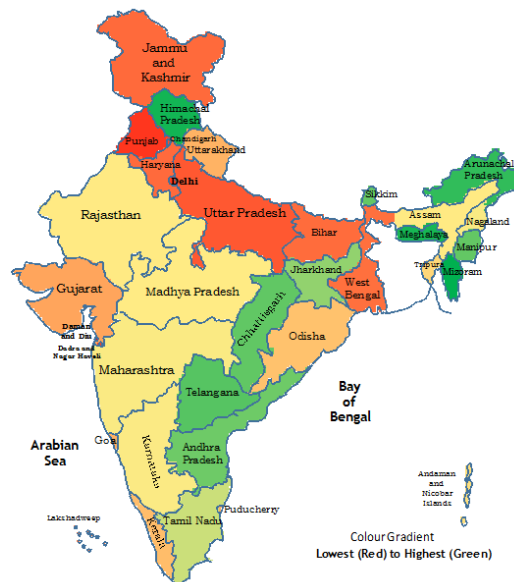 Jammu
and
Kashmir
Himachal
Pradesh
Punjab
Chandigarh
Uttarakhand
Haryana
Delhi
Arunachal
Pradesh
Sikkim
Rajasthan
Uttar Pradesh
Assam
Nagaland
Bihar
Meghalaya
Manipur
Jharkhand
Tripura
Mizoram
Gujarat
Madhya Pradesh
West
Bengal
Chhattisgarh
Daman
and Diu
Dadra and
Nagar Haveli
Odisha
Maharashtra
Telangana
Bay
of
Bengal
Arabian
Sea
Goa
Karnataka
Andhra
Pradesh
Andaman
and
Nicobar
Islands
Puducherry
Lakshadweep
Kerala
Tamil Nadu
Colour Gradient
Lowest (Red) to Highest (Green)